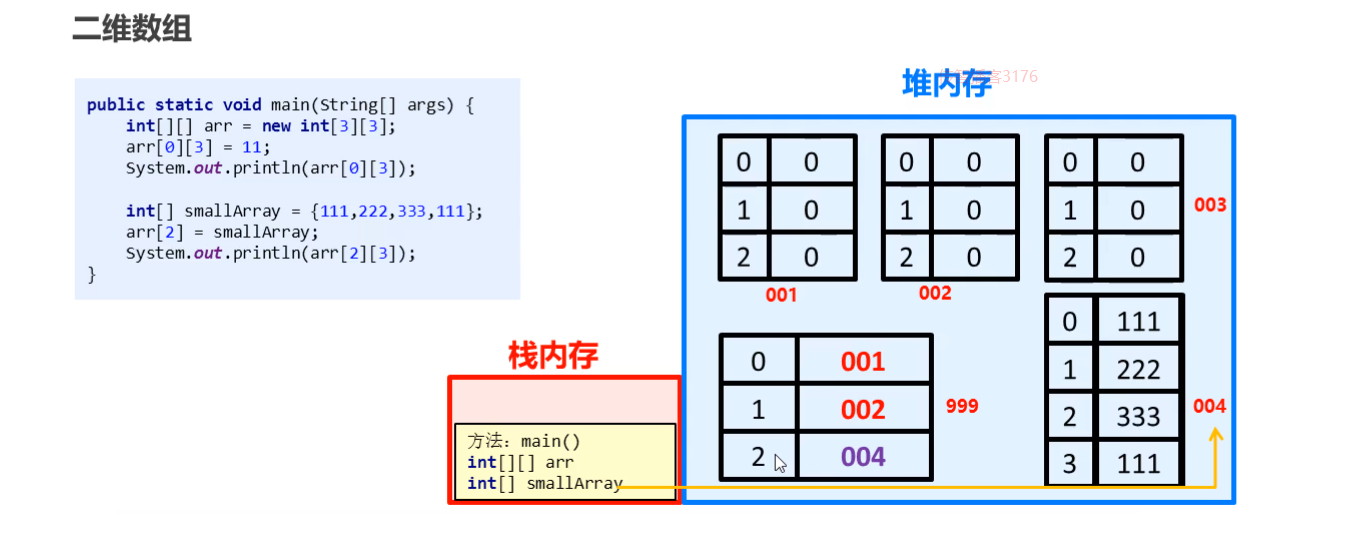 二维数组
public static void main(String[] args) {
int[][] arr = new int[3][3];
arr[0][3] = 11;
System.out.println(arr[0][3]);
int[] smallArray = {111,222,333,111};
arr[2] = smallArray;
System.out.println(arr[2][3]);
}
堆内存
客3176
0 0
1 0
2 0
001
0 0
1 0
2 0
002
0 0
1 0
2 0
003
栈内存
方法: main()
int[][] arr
int[] smallArray
0 001
1 002
2 004
999
0 111
1 222
2 333
3 111
004